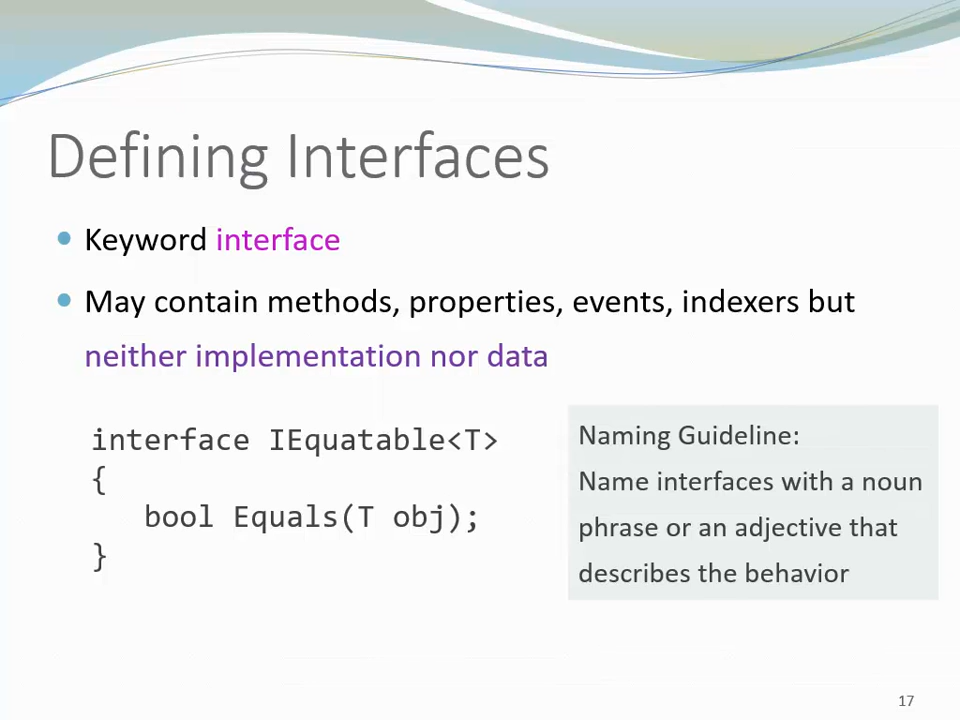 Defining Interfaces
Keyword interface
May contain methods, properties, events, indexers but
neither implementation nor data
interface IEquatable<T>
{
bool Equals(T obj);
}
Naming Guideline:
Name interfaces with a noun
phrase or an adjective that
describes the behavior
17